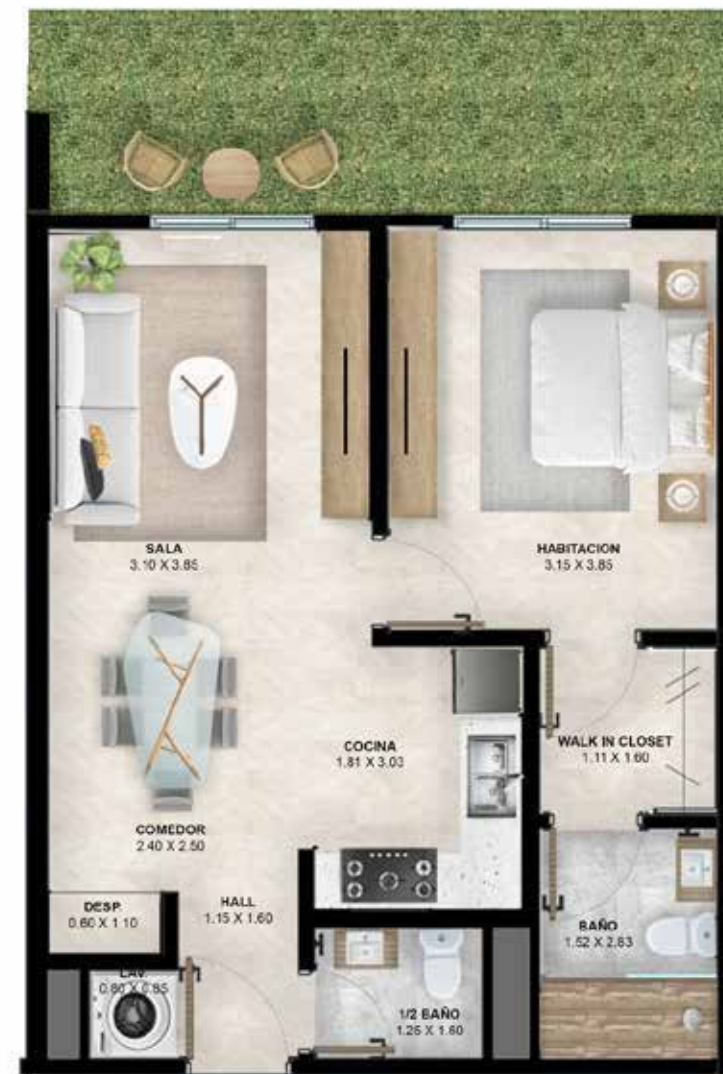 SALA
3.10 X 3.85
HABITACION
3.15 X 3.85
COCINA
1.81 X 3.03
WALK IN CLOSET
1.11 X 1.60
COMEDOR
2.40 X 2.50
DESP.
0.60 X 1.10
HALL
1.15 X 1.60
BAÑO
1.52 X 2.83
LAV.
0.80 X 0.85
1/2 BAÑO
1.25 X 1.60